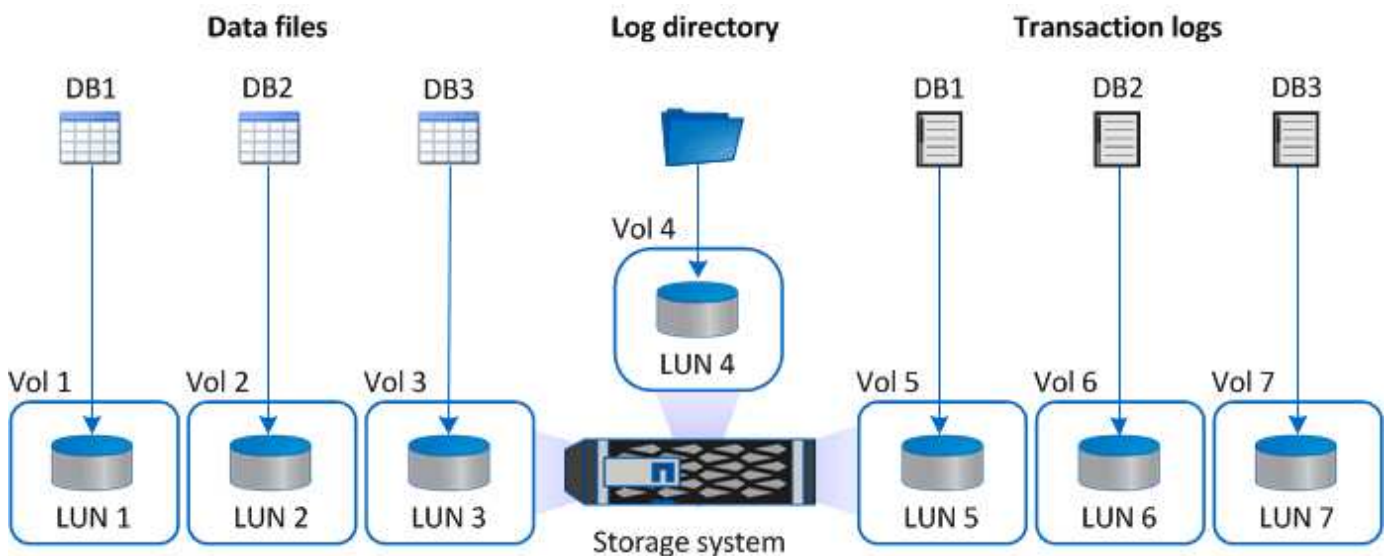 Data files
Log directory
Transaction logs
DB1
DB2
DB3
DB1
DB2
DB3
Vol 4
LUN 4
Vol 1
Vol 2
Vol 3
Vol 5
Vol 6
Vol 7
LUN 1
LUN 2
LUN 3
LUN 5
LUN 6
LUN 7
Storage system